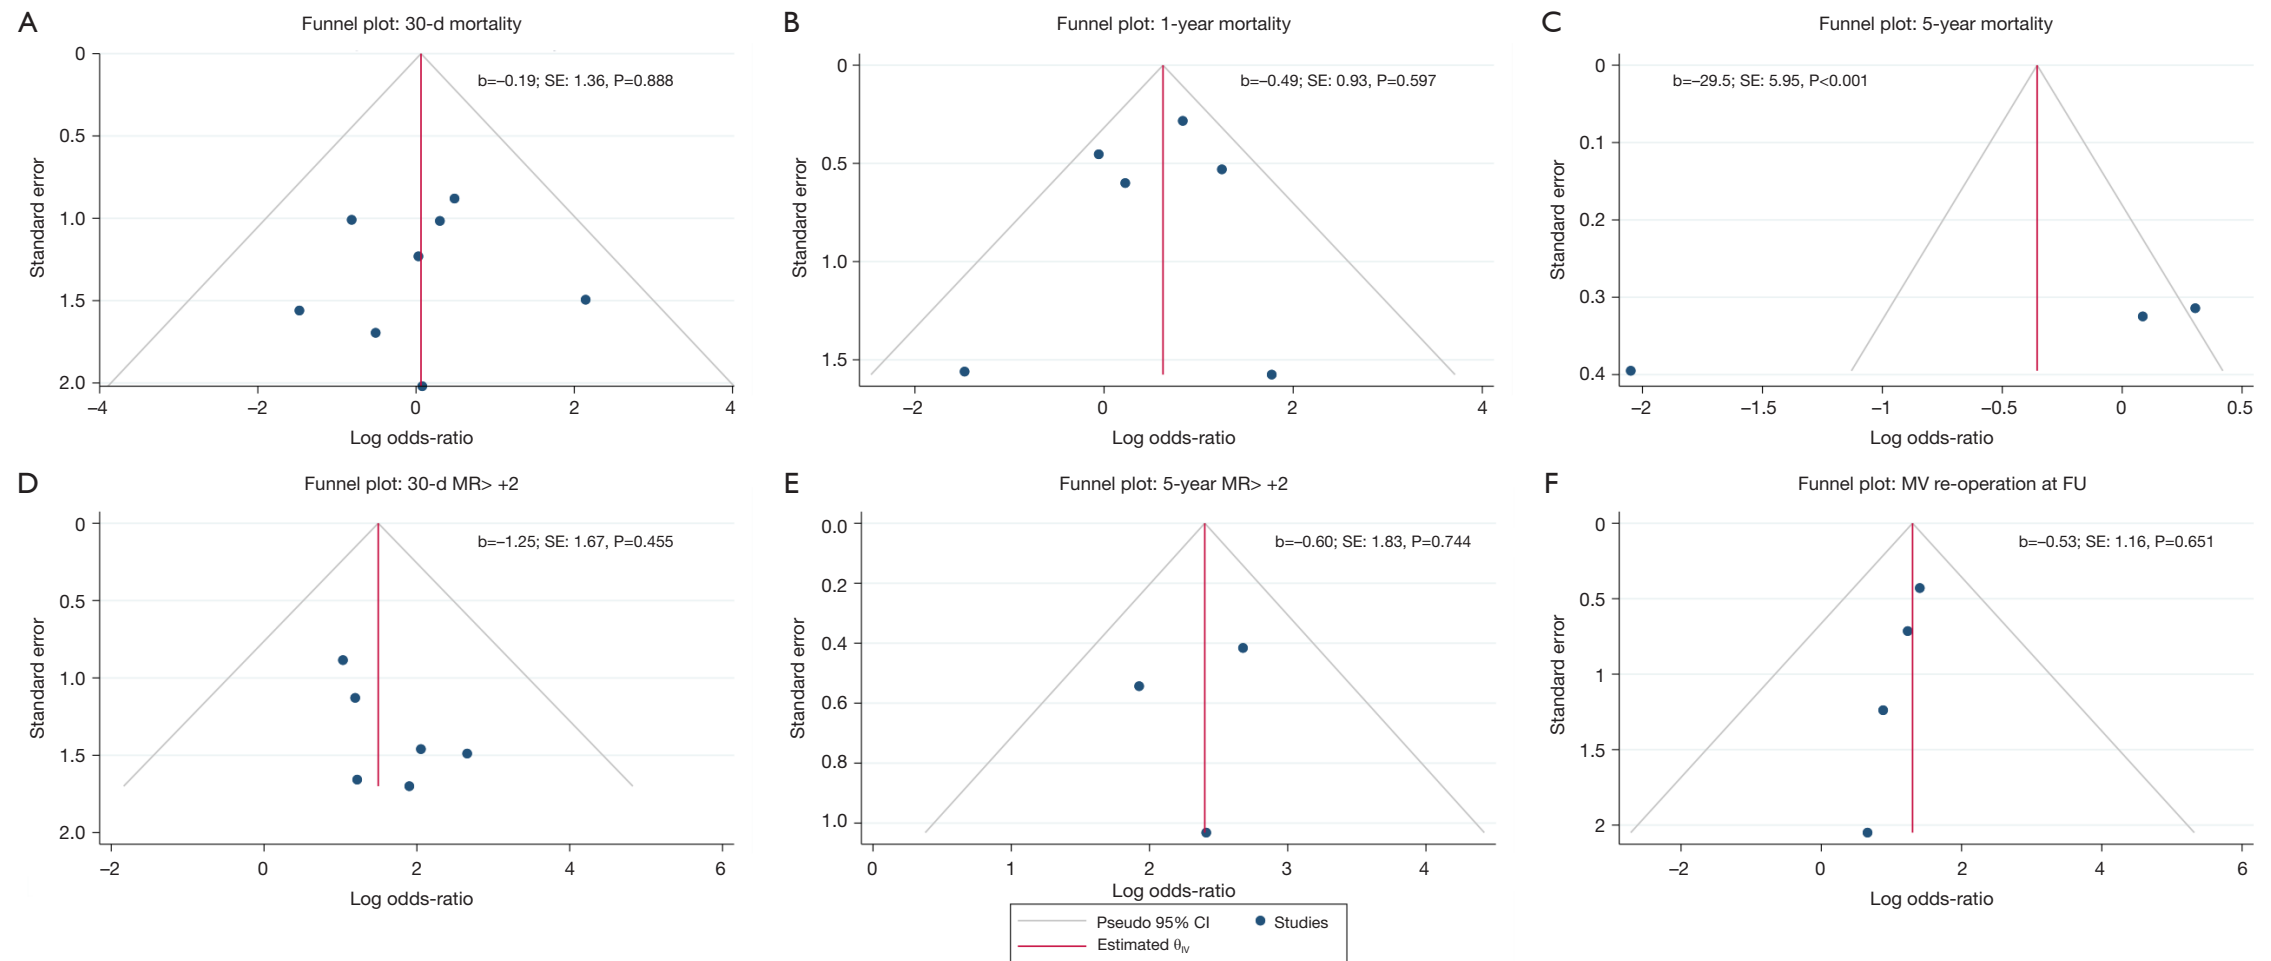 A
Funnel plot: 30-d mortality
b=–0.19; SE: 1.36, P=0.888
Standard error
0
0.5
1.0
1.5
2.0
–4
–2
0
2
4
Log odds-ratio
B
Funnel plot: 1-year mortality
b=–0.49; SE: 0.93, P=0.597
Standard error
0
0.5
1.0
1.5
–2
0
2
4
Log odds-ratio
C
Funnel plot: 5-year mortality
b=–29.5; SE: 5.95, P<0.001
Standard error
0
0.1
0.2
0.3
0.4
–2
–1.5
–1
–0.5
0
0.5
Log odds-ratio
D
Funnel plot: 30-d MR> +2
b=–1.25; SE: 1.67, P=0.455
Standard error
0
0.5
1.0
1.5
2.0
–2
0
2
4
6
Log odds-ratio
E
Funnel plot: 5-year MR> +2
b=–0.60; SE: 1.83, P=0.744
Standard error
0.0
0.2
0.4
0.6
0.8
1.0
0
1
2
3
4
Log odds-ratio
F
Funnel plot: MV re-operation at FU
b=–0.53; SE: 1.16, P=0.651
Standard error
0
0.5
1
1.5
2
–2
0
2
4
6
Log odds-ratio
Pseudo 95% CI
Studies
Estimated θIV